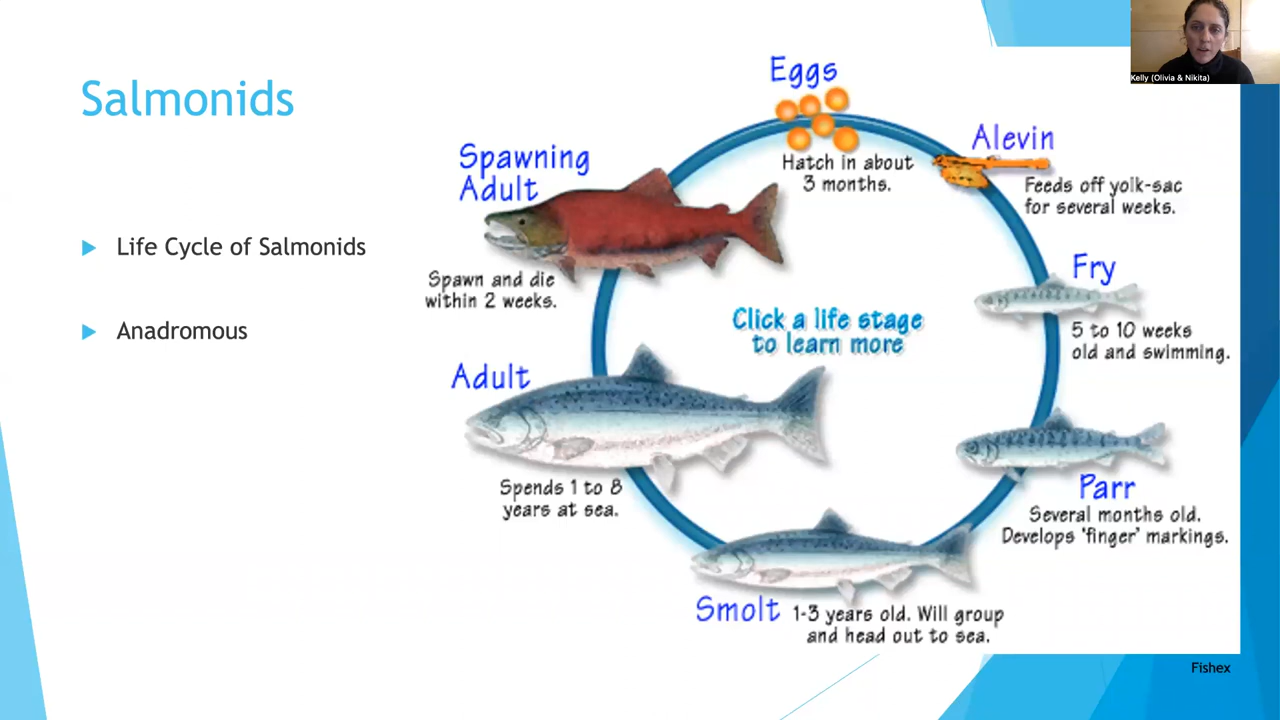 Kelly (Olivia & Nikita)
Salmonids
Life Cycle of Salmonids
Anadromous
Eggs
Hatch in about
3 months.
Alevin
Feeds off yolk-sac
for several weeks.
Fry
5 to 10 weeks
old and swimming.
Parr
Several months old.
Develops 'finger' markings.
Smolt
1-3 years old. Will group
and head out to sea.
Adult
Spends 1 to 8
years at sea.
Spawning
Adult
Spawn and die
within 2 weeks.
Click a life stage
to learn more
Fishex